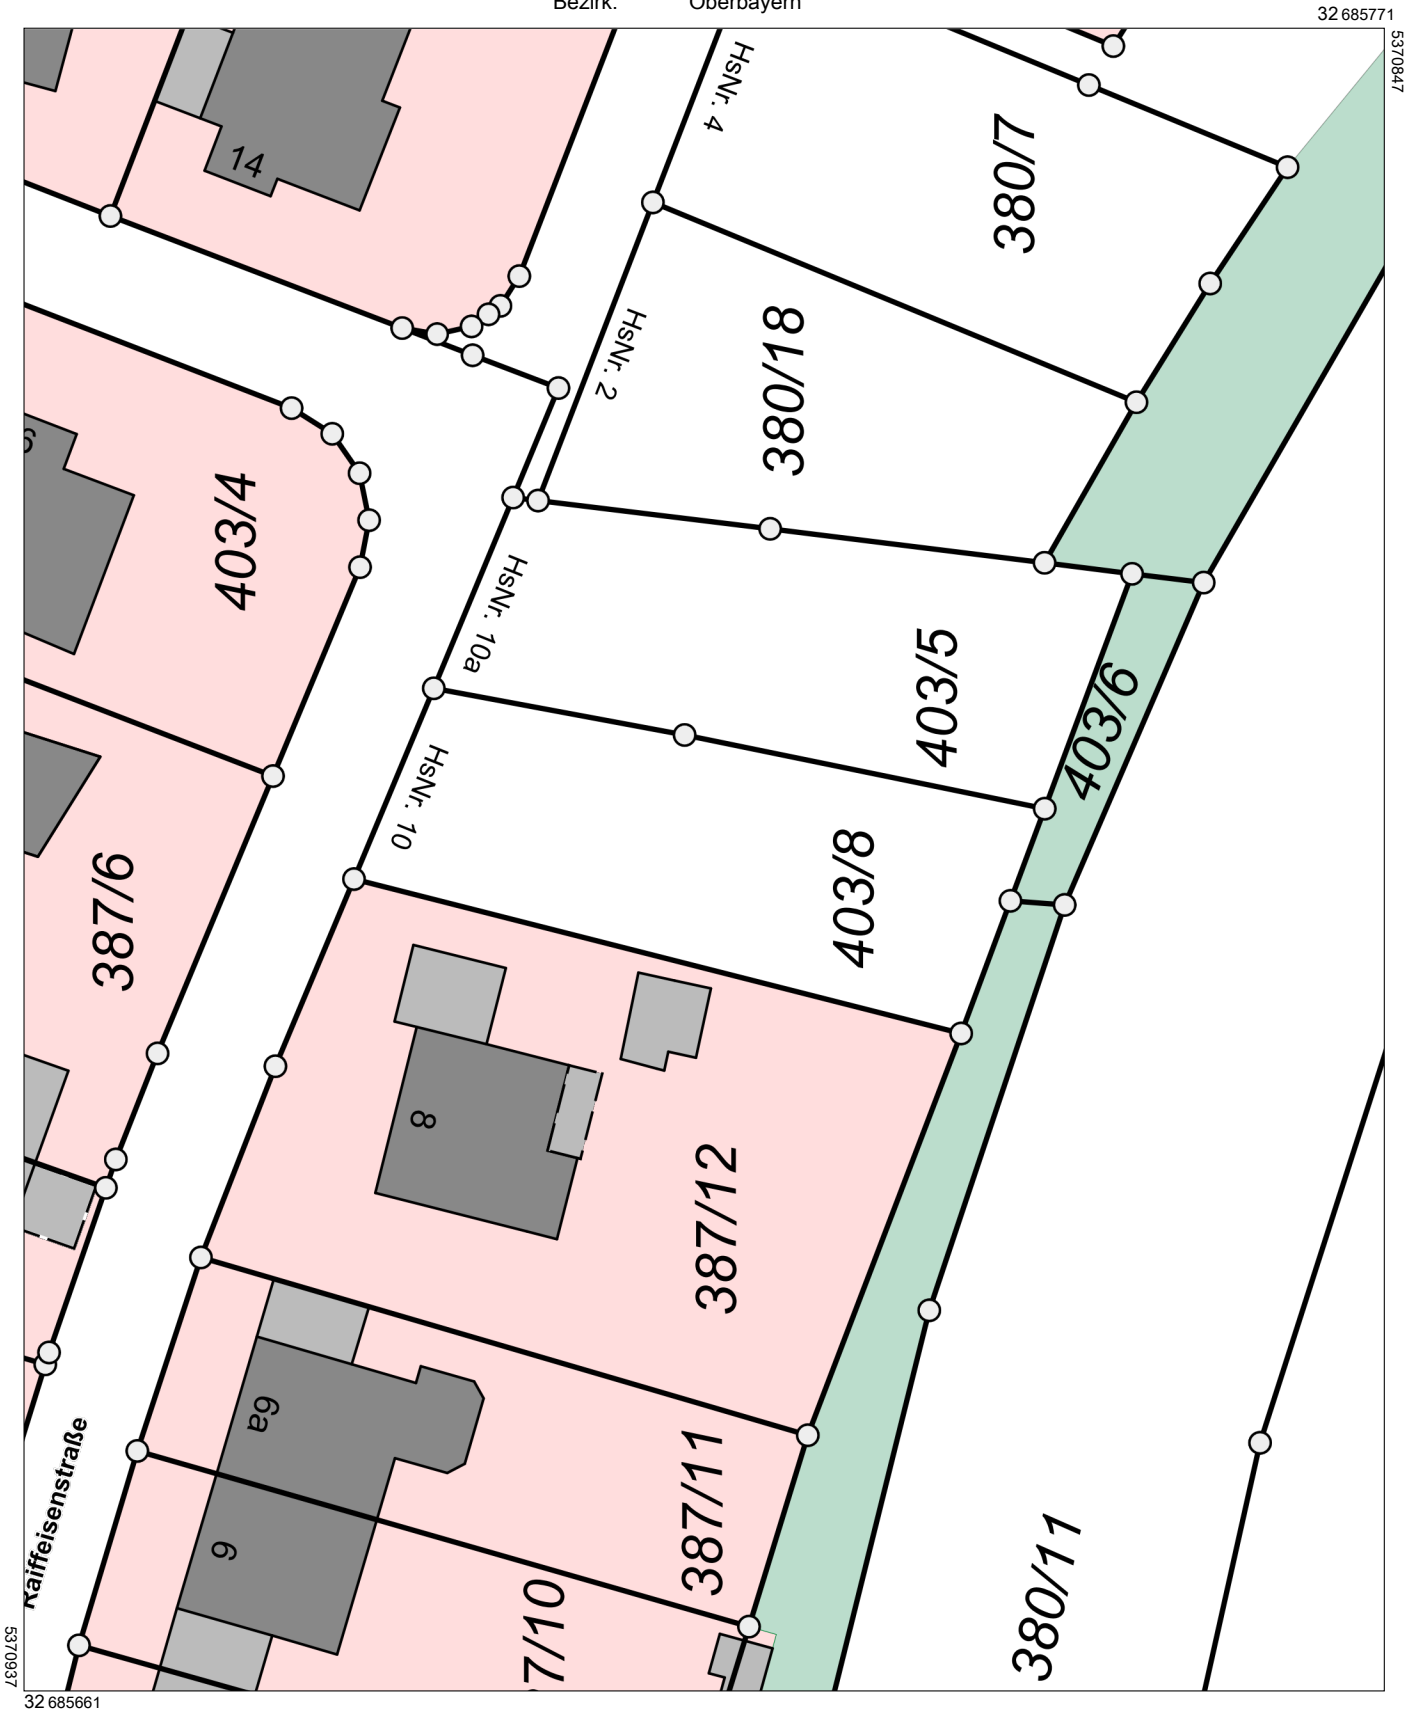 Bezirk: Oberbayern
32 685771
5370847
HsNr. 4
380/7
14
HsNr. 2
380/18
403/4
HsNr. 10a
403/5
403/6
HsNr. 10
403/8
387/6
8
387/12
6a
387/11
6
7/10
380/11
Raiffeisenstraße
5370937
32 685661